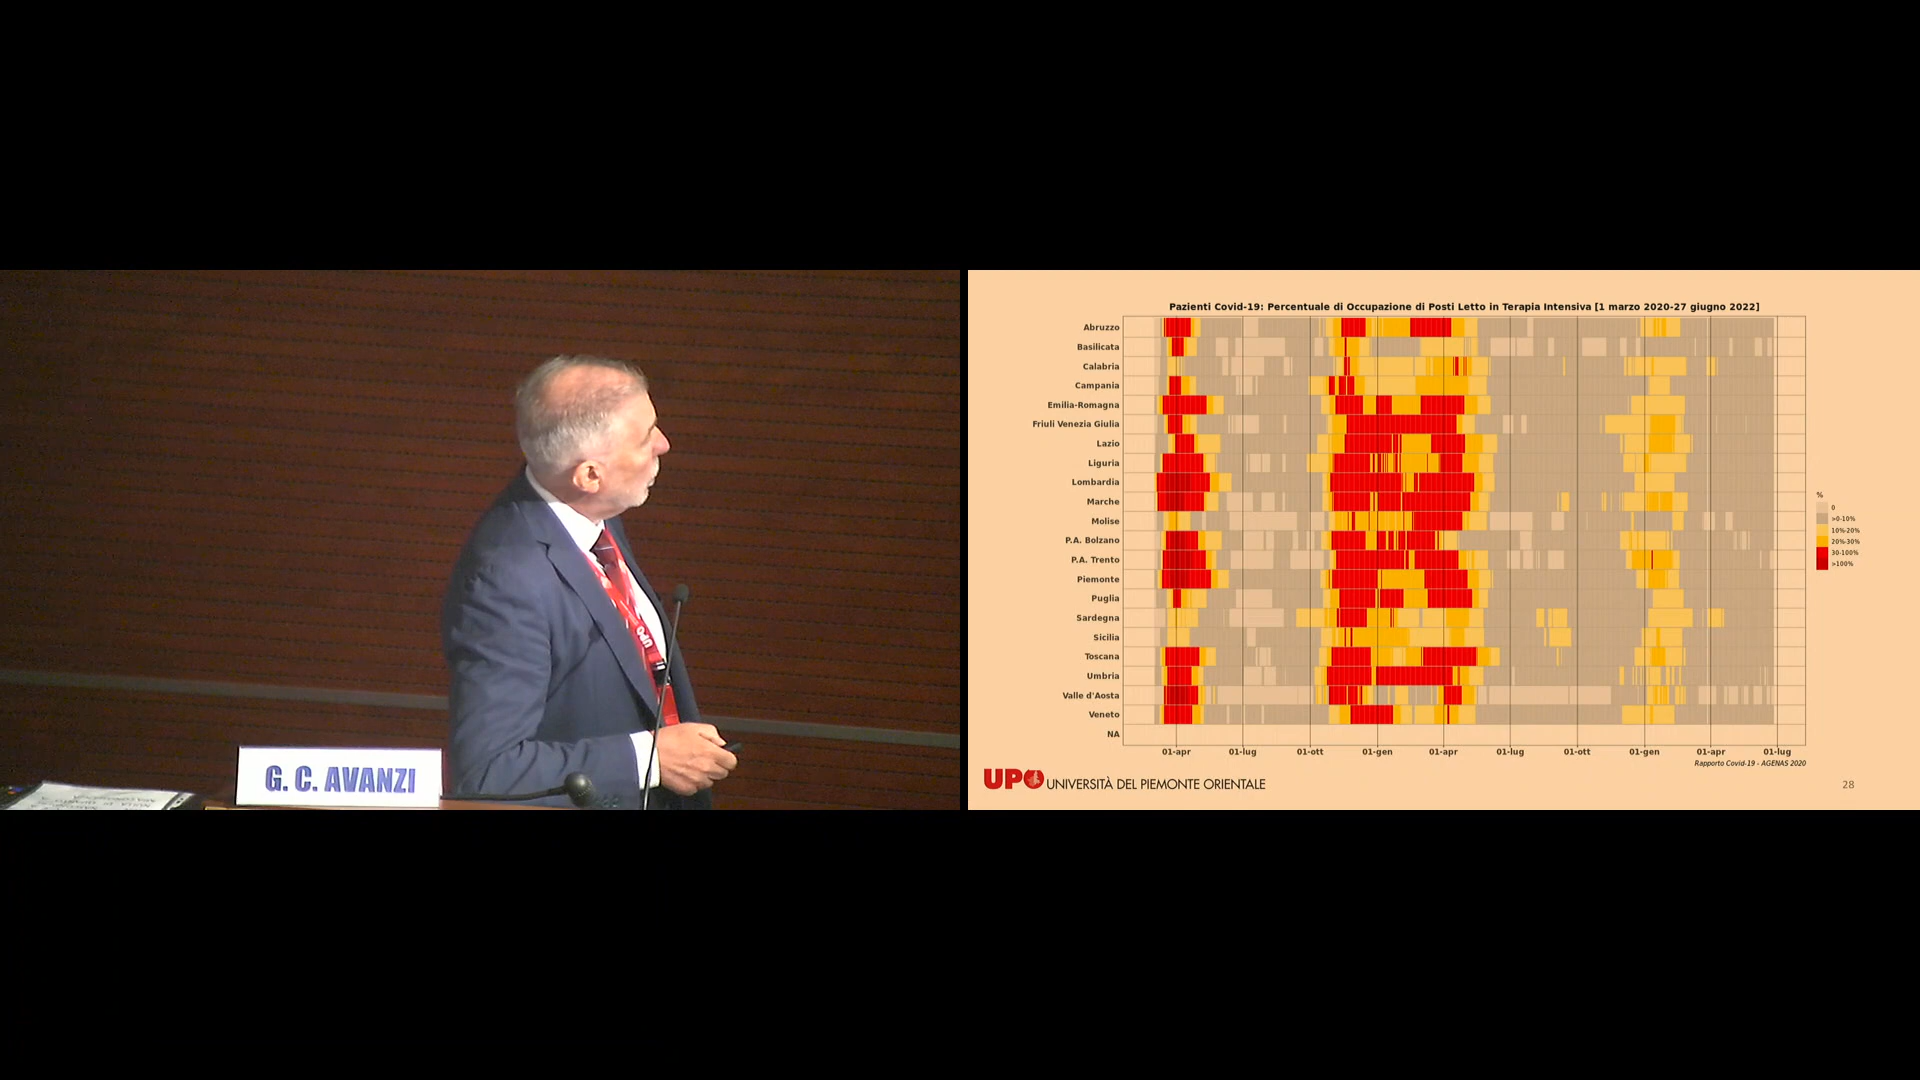 G. C. AVANZI
Pazienti Covid-19: Percentuale di Occupazione di Posti Letto in Terapia Intensiva [1 marzo 2020-27 giugno 2022]
Abruzzo
Basilicata
Calabria
Campania
Emilia-Romagna
Friuli Venezia Giulia
Lazio
Liguria
Lombardia
Marche
Molise
P.A. Bolzano
P.A. Trento
Piemonte
Puglia
Sardegna
Sicilia
Toscana
Umbria
Valle d'Aosta
Veneto
NA
01-apr 01-lug 01-ott 01-gen 01-apr 01-lug 01-ott 01-gen 01-apr 01-lug
%
0
>0-10%
10%-20%
20%-30%
30-100%
>100%
Rapporto Covid-19 - AGENAS 2020
UPO UNIVERSITÀ DEL PIEMONTE ORIENTALE
28